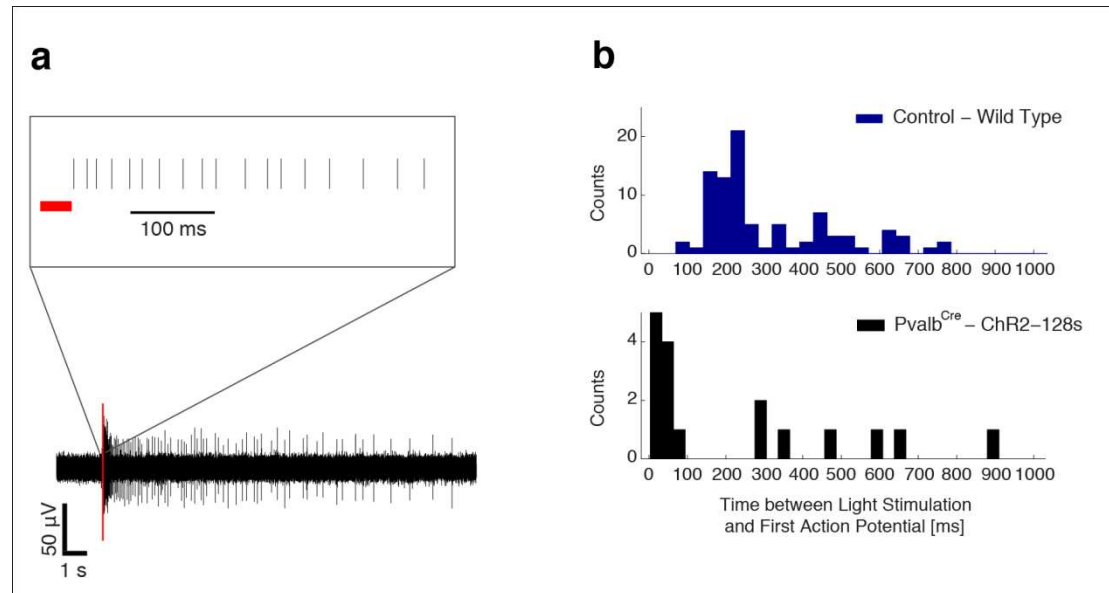 a
100 ms
50 µV
1 s
b
Control – Wild Type
Counts
20
10
0
0 100 200 300 400 500 600 700 800 900 1000
Pvalb^Cre – ChR2–128s
Counts
4
2
0
0 100 200 300 400 500 600 700 800 900 1000
Time between Light Stimulation
and First Action Potential [ms]